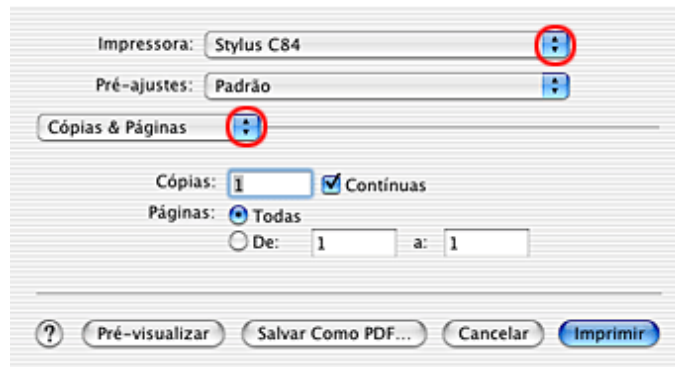 Impressora: Stylus C84
Pré-ajustes: Padrão
Cópias & Páginas
Cópias: 1 Contínuas
Páginas: Todas
De: 1 a: 1
? Pré-visualizar Salvar Como PDF... Cancelar Imprimir